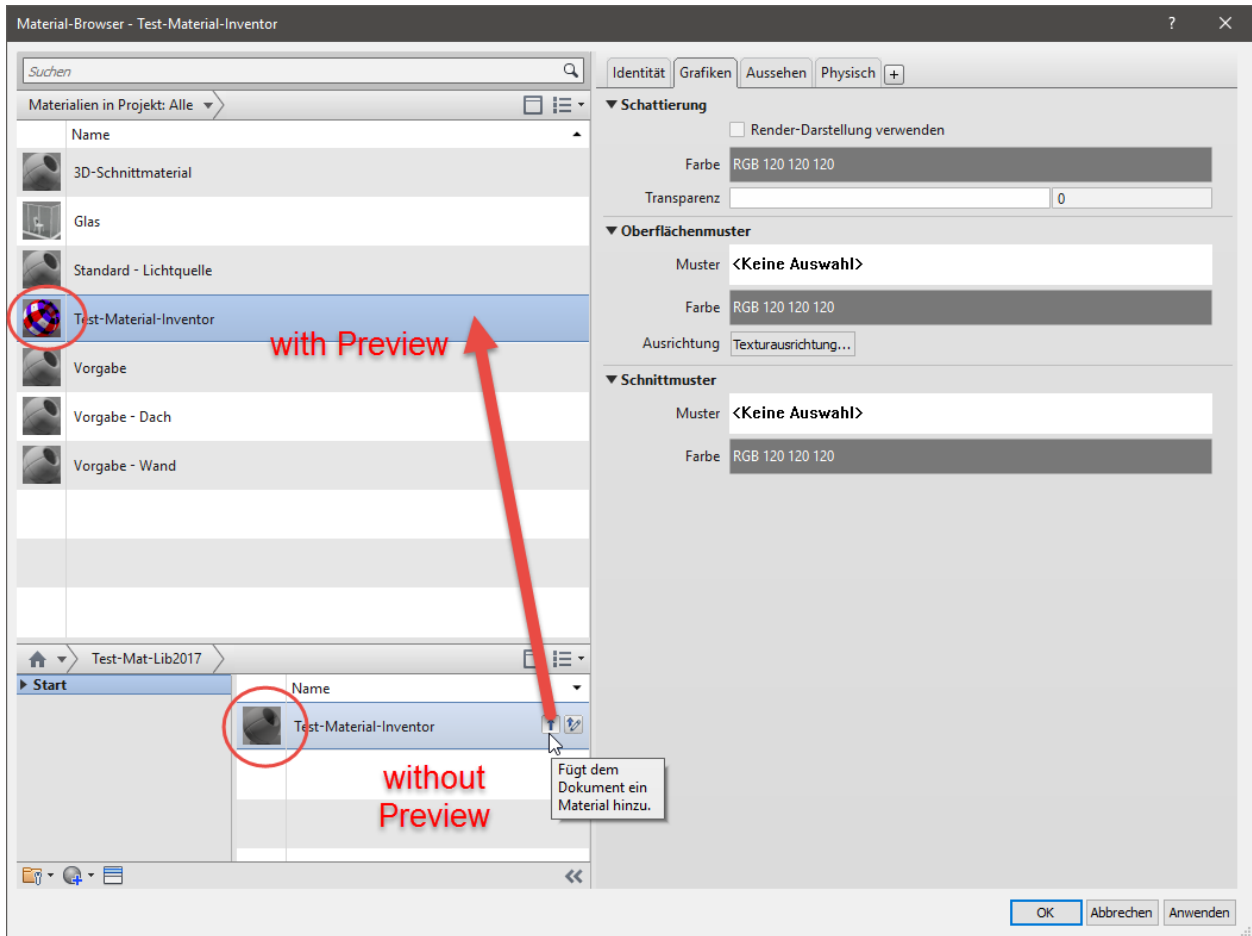 Material-Browser - Test-Material-Inventor
?
Suchen
Materialien in Projekt: Alle
Name
3D-Schnittmaterial
Glas
Standard - Lichtquelle
Test-Material-Inventor
with Preview
Vorgabe
Vorgabe - Dach
Vorgabe - Wand
Test-Mat-Lib2017
Start
Name
Test-Material-Inventor
without
Preview
Fügt dem
Dokument ein
Material hinzu.
Identität Grafiken Aussehen Physisch +
Schattierung
Render-Darstellung verwenden
Farbe RGB 120 120 120
Transparenz 0
Oberflächenmuster
Muster <Keine Auswahl>
Farbe RGB 120 120 120
Ausrichtung Texturausrichtung...
Schnittmuster
Muster <Keine Auswahl>
Farbe RGB 120 120 120
OK Abbrechen Anwenden